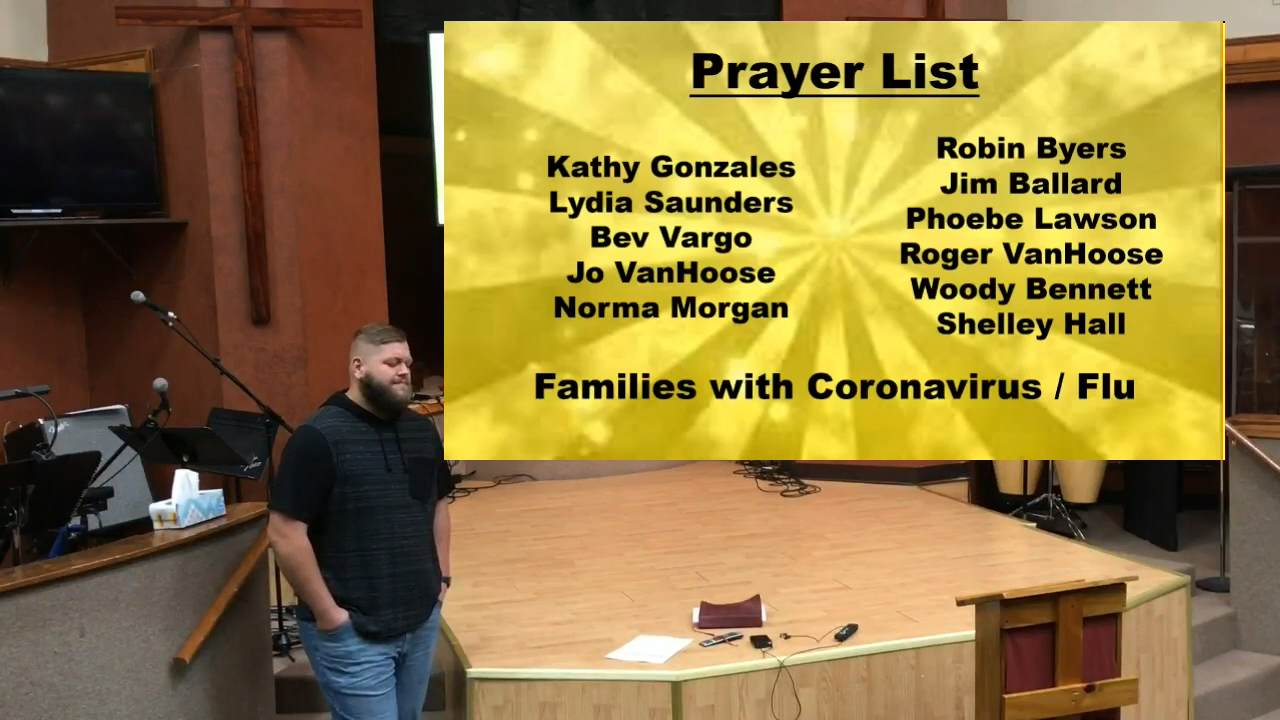 Prayer List
Kathy Gonzales
Lydia Saunders
Bev Vargo
Jo VanHoose
Norma Morgan
Robin Byers
Jim Ballard
Phoebe Lawson
Roger VanHoose
Woody Bennett
Shelley Hall
Families with Coronavirus / Flu